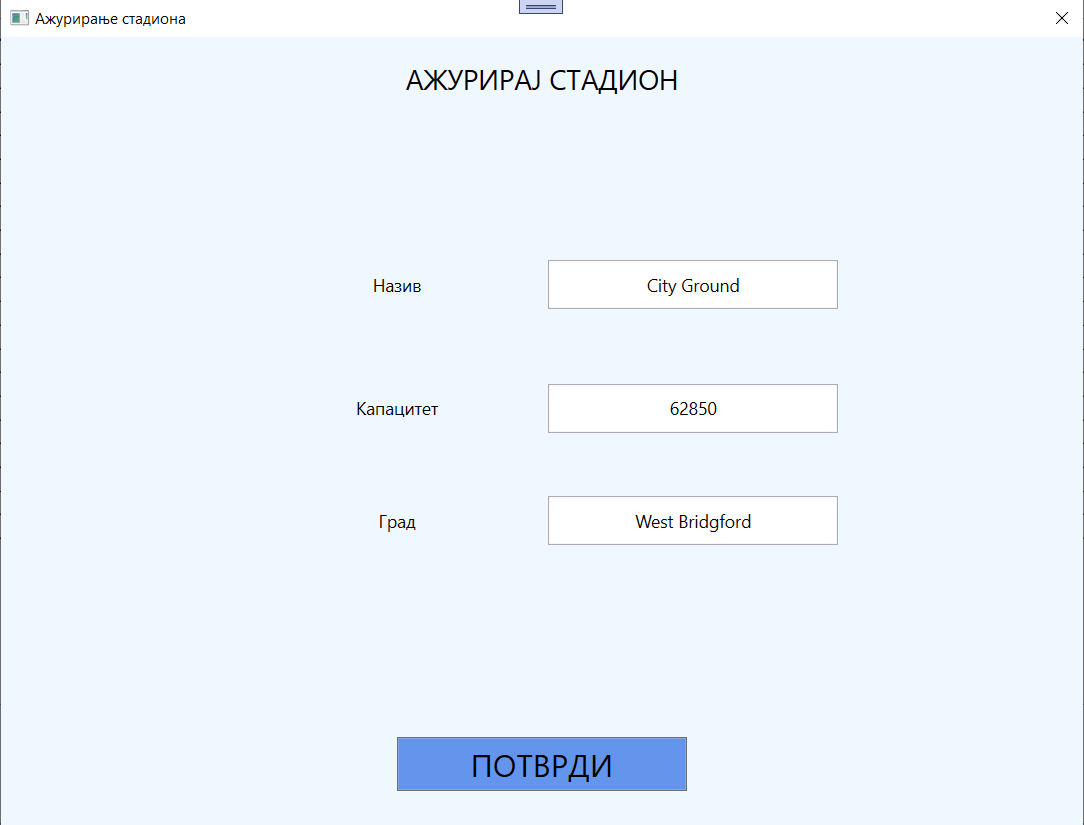 Ажурирање стадиона
АЖУРИРАЈ СТАДИОН
Назив
City Ground
Капацитет
62850
Град
West Bridgford
ПОТВРДИ